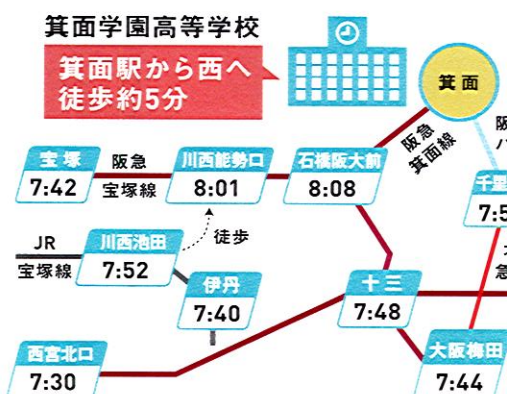 箕面学園高等学校
箕面駅から西へ
徒歩約5分
箕面
阪急
箕面線
宝塚
7:42
阪急
宝塚線
川西能勢口
8:01
石橋阪大前
8:08
千里
JR
宝塚線
川西池田
7:52
徒歩
伊丹
7:40
十三
7:48
急
西宮北口
7:30
大阪梅田
7:44